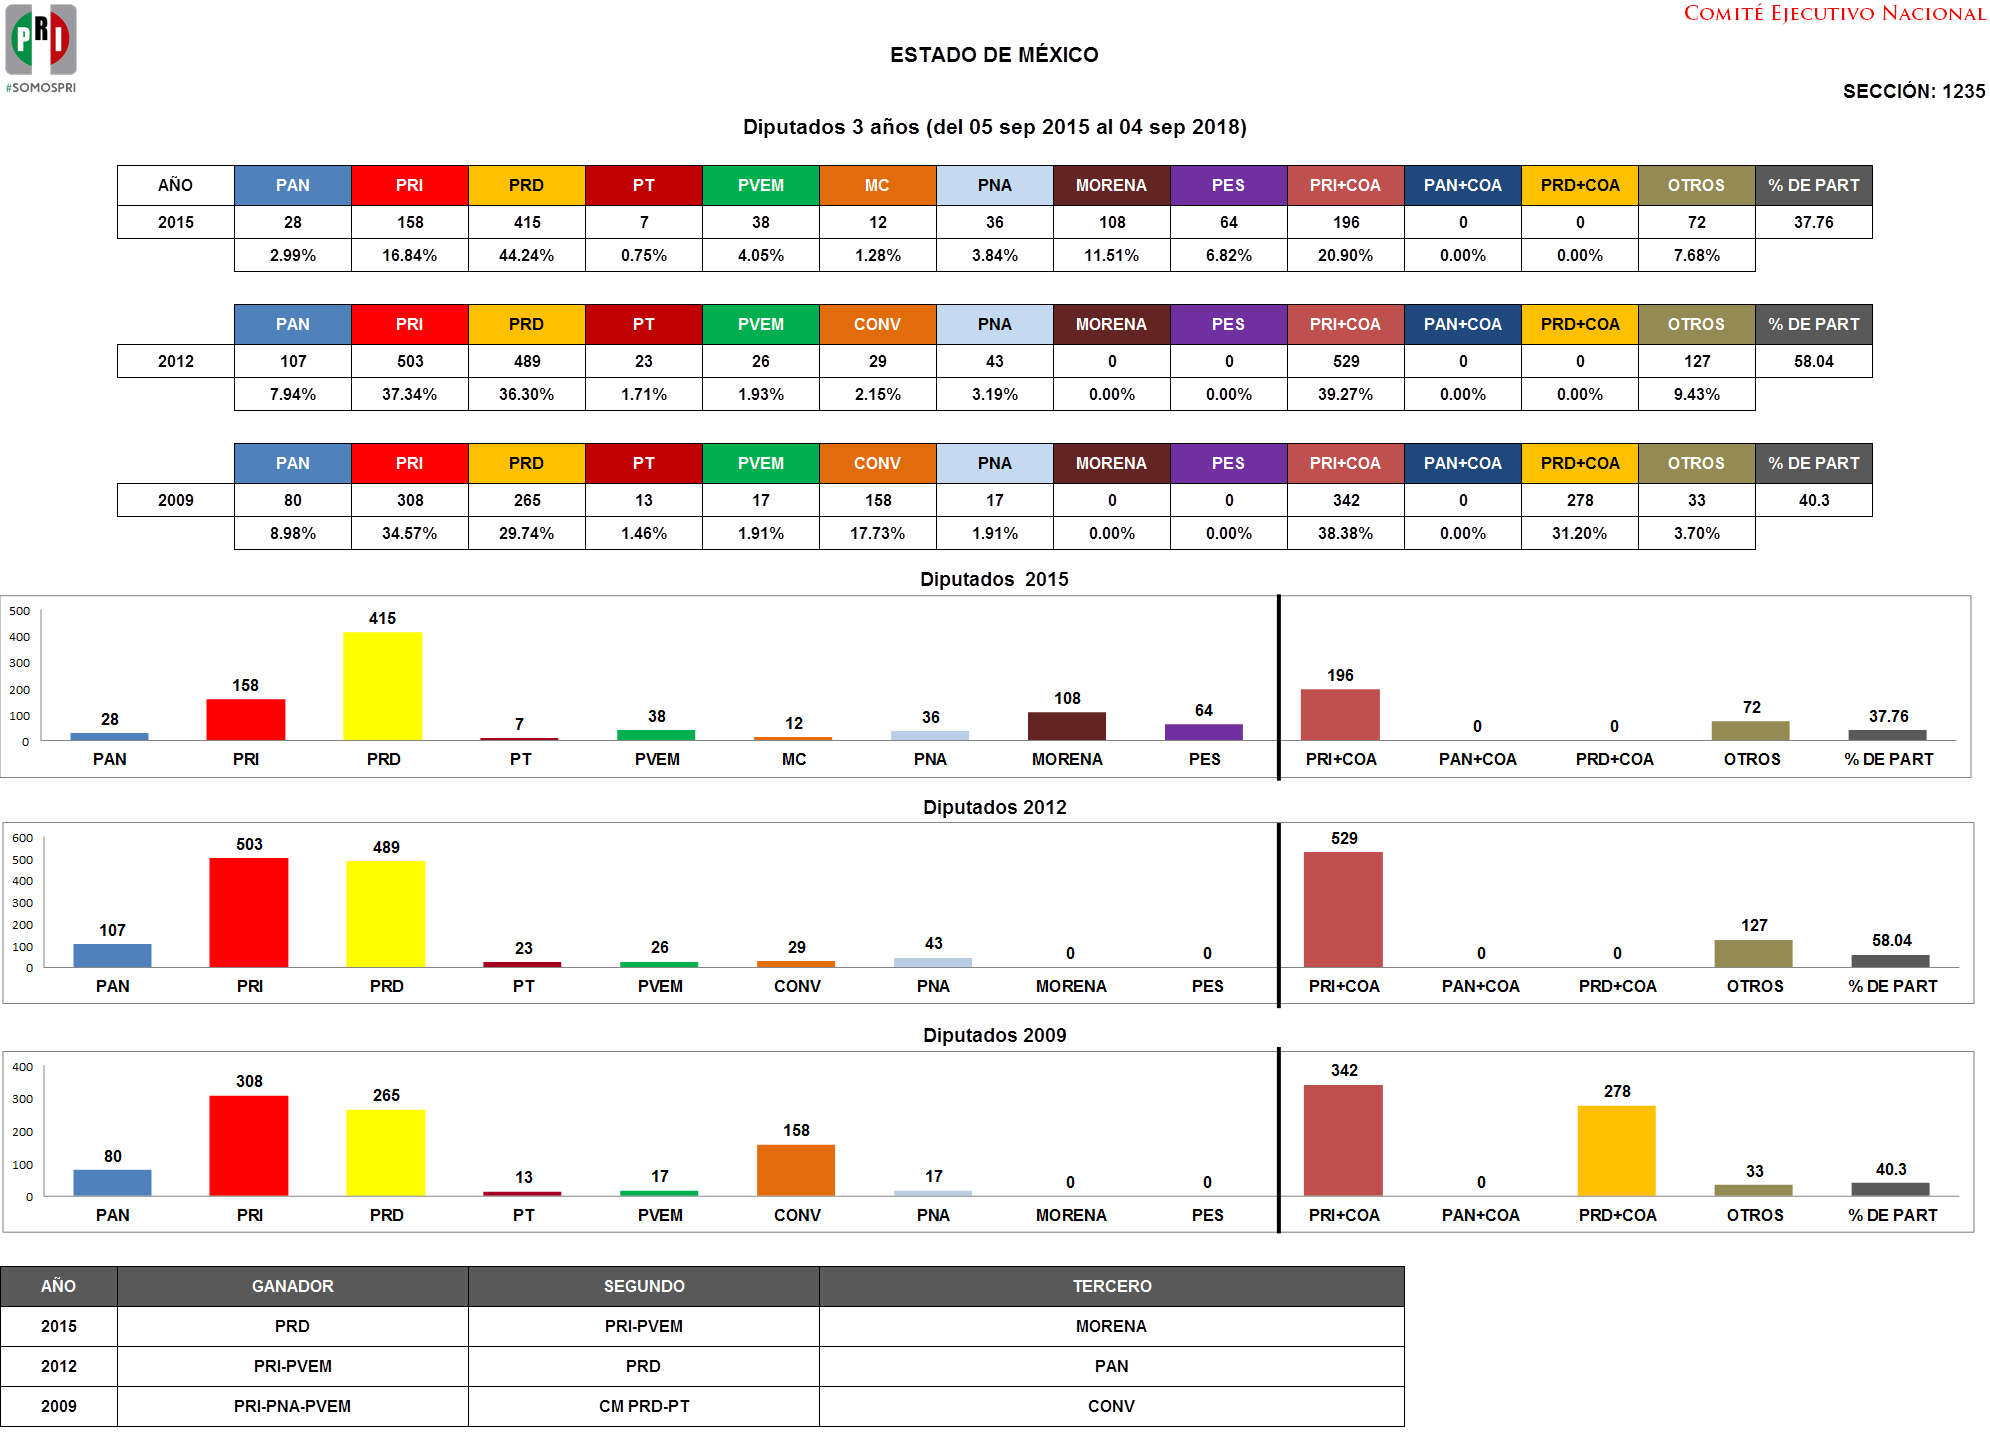 PRI
#SOMOSPRI
COMITÉ EJECUTIVO NACIONAL
ESTADO DE MÉXICO
SECCIÓN: 1235
Diputados 3 años (del 05 sep 2015 al 04 sep 2018)
AÑO PAN PRI PRD PT PVEM MC PNA MORENA PES PRI+COA PAN+COA PRD+COA OTROS % DE PART
2015 28 158 415 7 38 12 36 108 64 196 0 0 72 37.76
2.99% 16.84% 44.24% 0.75% 4.05% 1.28% 3.84% 11.51% 6.82% 20.90% 0.00% 0.00% 7.68%
PAN PRI PRD PT PVEM CONV PNA MORENA PES PRI+COA PAN+COA PRD+COA OTROS % DE PART
2012 107 503 489 23 26 29 43 0 0 529 0 0 127 58.04
7.94% 37.34% 36.30% 1.71% 1.93% 2.15% 3.19% 0.00% 0.00% 39.27% 0.00% 0.00% 9.43%
PAN PRI PRD PT PVEM CONV PNA MORENA PES PRI+COA PAN+COA PRD+COA OTROS % DE PART
2009 80 308 265 13 17 158 17 0 0 342 0 278 33 40.3
8.98% 34.57% 29.74% 1.46% 1.91% 17.73% 1.91% 0.00% 0.00% 38.38% 0.00% 31.20% 3.70%
Diputados 2015
500
400
300
200
100
0
28 158 415 7 38 12 36 108 64 196 0 0 72 37.76
PAN PRI PRD PT PVEM MC PNA MORENA PES PRI+COA PAN+COA PRD+COA OTROS % DE PART
Diputados 2012
600
500
400
300
200
100
0
107 503 489 23 26 29 43 0 0 529 0 0 127 58.04
PAN PRI PRD PT PVEM CONV PNA MORENA PES PRI+COA PAN+COA PRD+COA OTROS % DE PART
Diputados 2009
400
300
200
100
0
80 308 265 13 17 158 17 0 0 342 0 278 33 40.3
PAN PRI PRD PT PVEM CONV PNA MORENA PES PRI+COA PAN+COA PRD+COA OTROS % DE PART
AÑO GANADOR SEGUNDO TERCERO
2015 PRD PRI-PVEM MORENA
2012 PRI-PVEM PRD PAN
2009 PRI-PNA-PVEM CM PRD-PT CONV